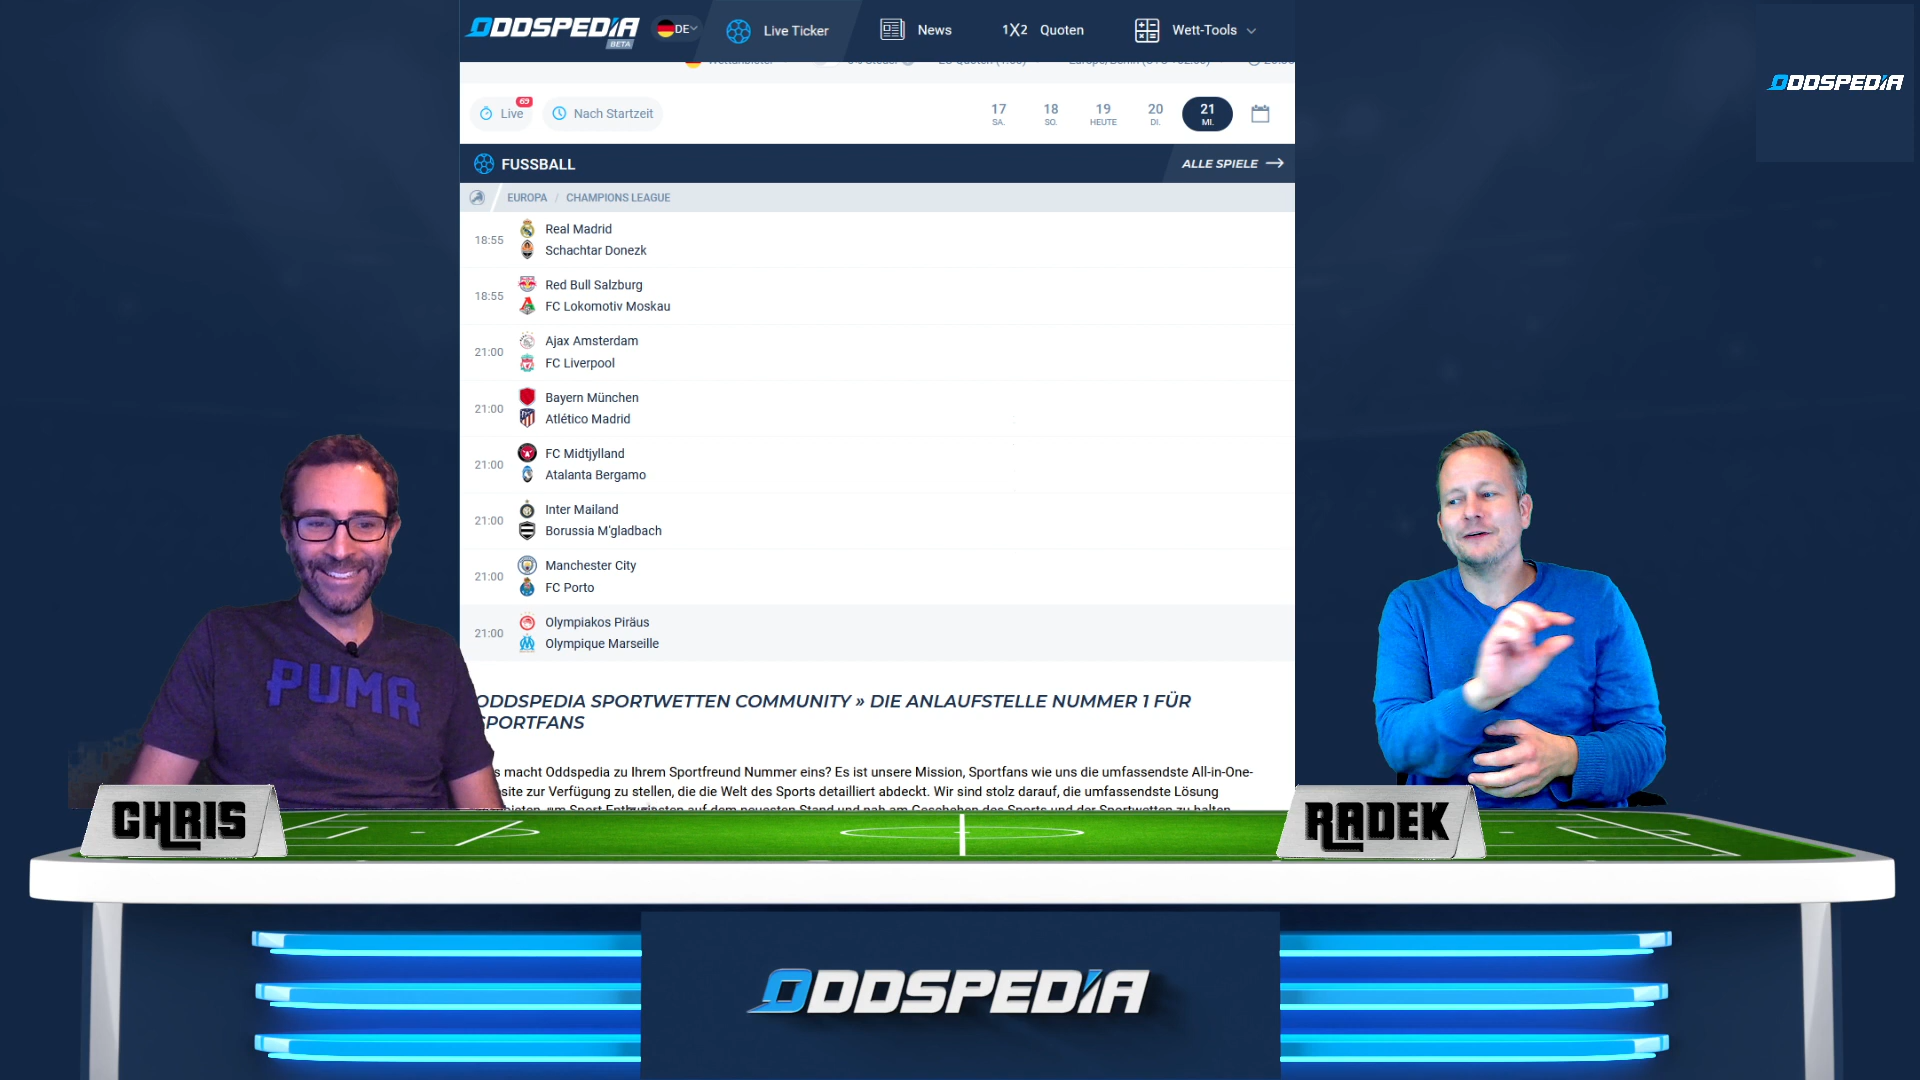 ODDSPEDIA
BETA
DE
Live Ticker
News
1X2 Quoten
Wett-Tools
ODDSPEDIA
Live
69
Nach Startzeit
17
SA.
18
SO.
19
HEUTE
20
DI.
21
MI.
FUSSBALL
ALLE SPIELE
EUROPA / CHAMPIONS LEAGUE
18:55
Real Madrid
Schachtar Donezk
18:55
Red Bull Salzburg
FC Lokomotiv Moskau
21:00
Ajax Amsterdam
FC Liverpool
21:00
Bayern München
Atlético Madrid
21:00
FC Midtjylland
Atalanta Bergamo
21:00
Inter Mailand
Borussia M'gladbach
21:00
Manchester City
FC Porto
21:00
Olympiakos Piräus
Olympique Marseille
ODDSPEDIA SPORTWETTEN COMMUNITY » DIE ANLAUFSTELLE NUMMER 1 FÜR
SPORTFANS
s macht Oddspedia zu Ihrem Sportfreund Nummer eins? Es ist unsere Mission, Sportfans wie uns die umfassendste All-in-One-
site zur Verfügung zu stellen, die die Welt des Sports detailliert abdeckt. Wir sind stolz darauf, die umfassendste Lösung
PUMA
CHRIS
RADEK
ODDSPEDIA